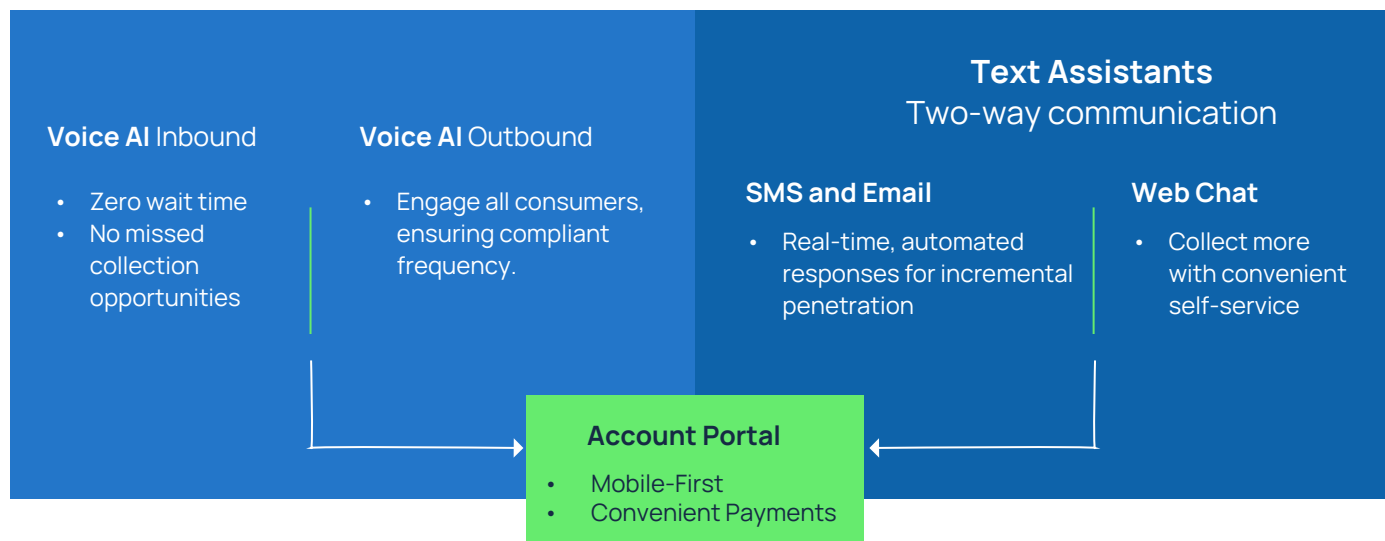 Voice AI Inbound
• Zero wait time
• No missed
collection
opportunities
Voice AI Outbound
• Engage all consumers,
ensuring compliant
frequency.
Text Assistants
Two-way communication
SMS and Email
• Real-time, automated
responses for incremental
penetration
Web Chat
• Collect more
with convenient
self-service
Account Portal
• Mobile-First
• Convenient Payments